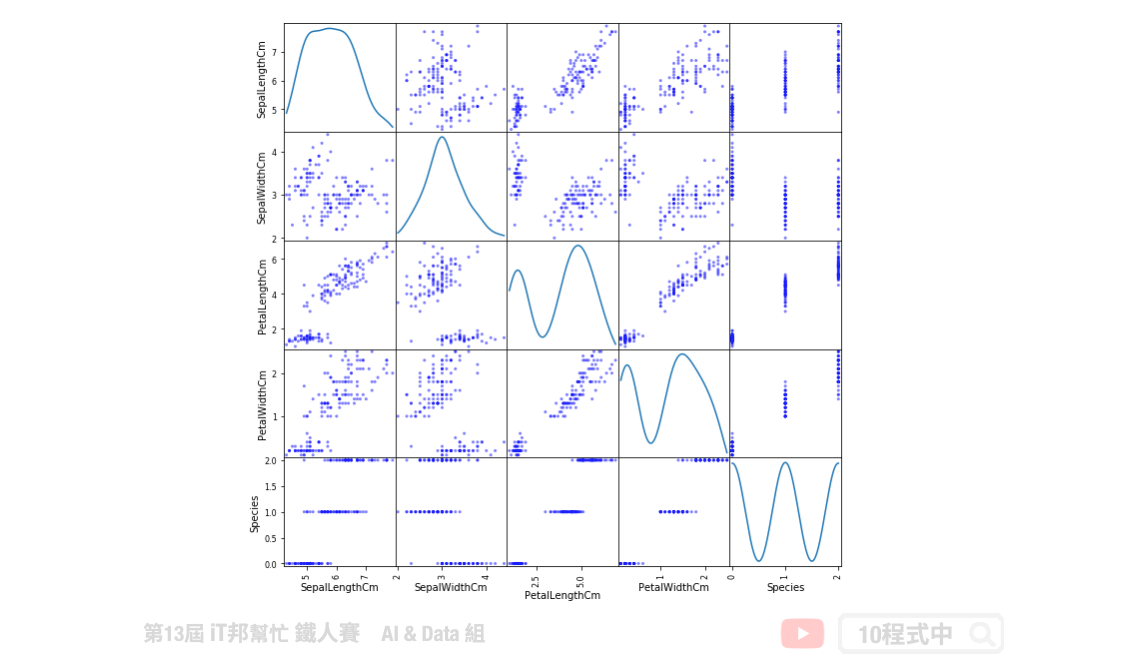 SepalLengthCm
7
6
5
SepalWidthCm
4
3
2
PetalLengthCm
6
4
2
PetalWidthCm
2
1
Species
2.0
1.5
1.0
0.5
0.0
5 6 7 2 3 4 2.5 5.0 1 2 0 1 2
SepalLengthCm SepalWidthCm PetalLengthCm PetalWidthCm Species
第13屆 iT邦幫忙 鐵人賽 AI & Data 組
10程式中